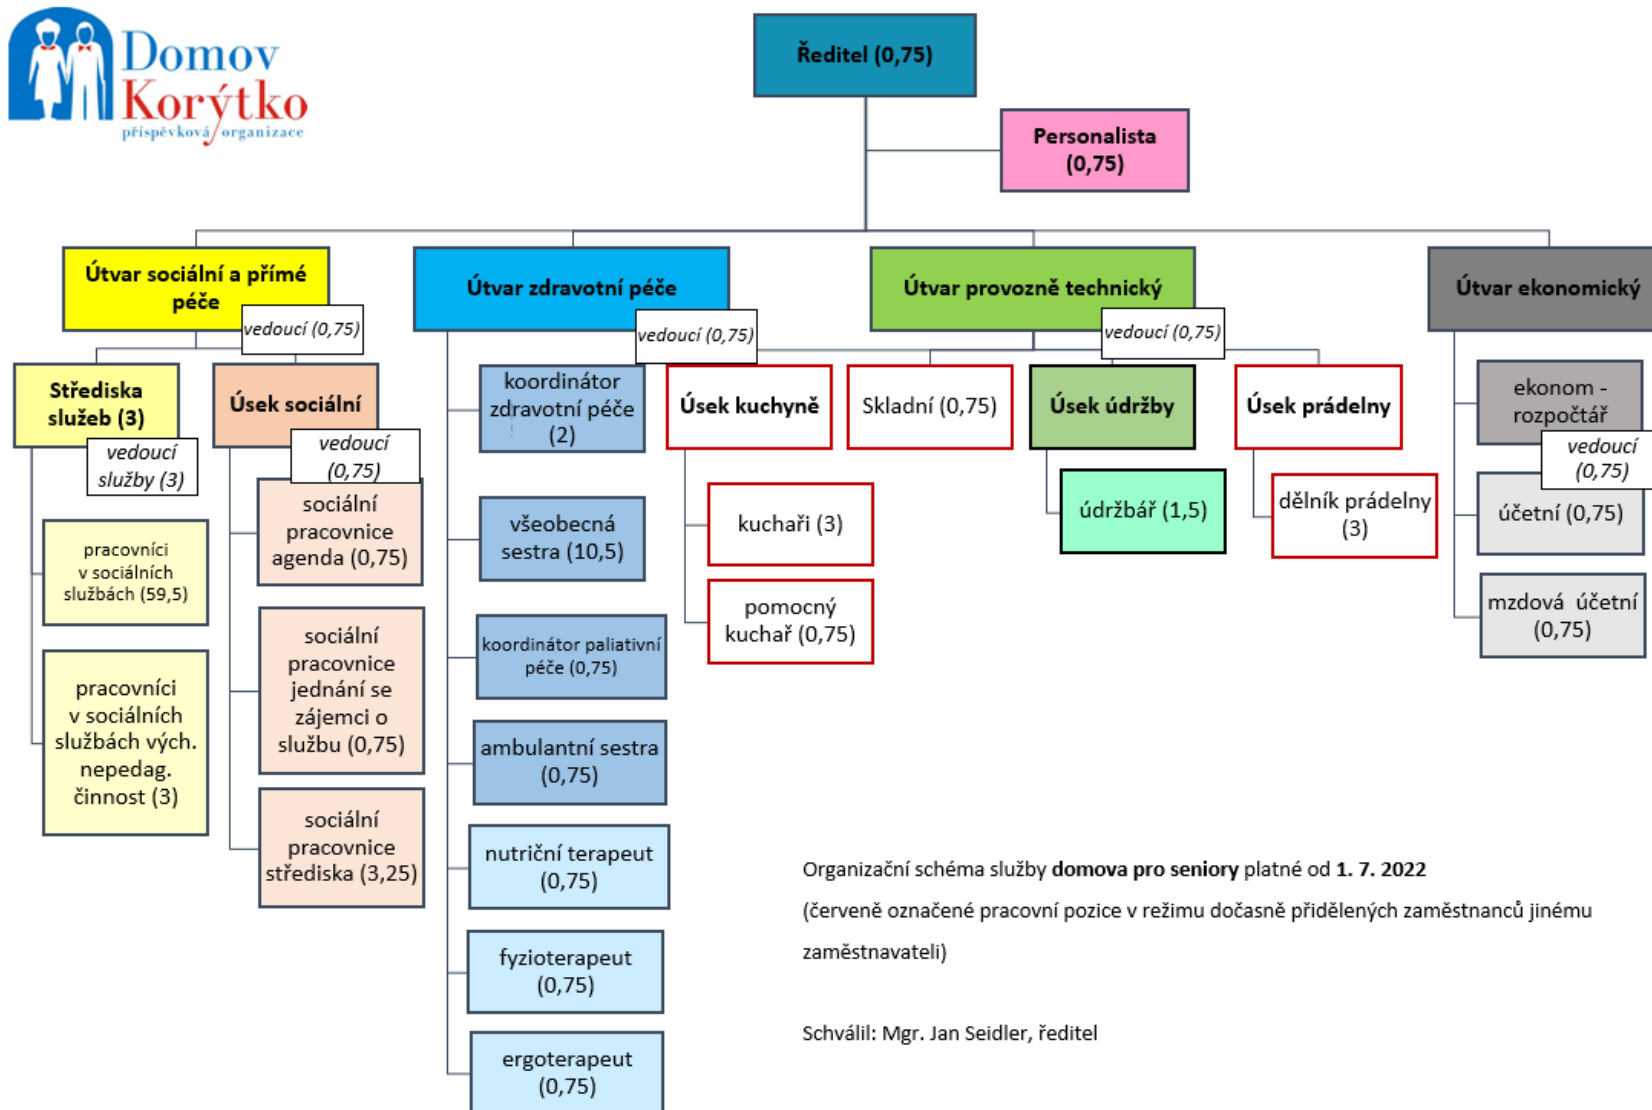 Domov
Korýtko
příspěvková organizace
Ředitel (0,75)
Personalista
(0,75)
Útvar sociální a přímé
péče
vedoucí (0,75)
Útvar zdravotní péče
vedoucí (0,75)
Útvar provozně technický
vedoucí (0,75)
Útvar ekonomický
Střediska
služeb (3)
vedoucí
služby (3)
pracovníci
v sociálních
službách (59,5)
pracovníci
v sociálních
službách vých.
nepedag.
činnost (3)
Úsek sociální
vedoucí
(0,75)
sociální
pracovnice
agenda (0,75)
sociální
pracovnice
jednání se
zájemci o
službu (0,75)
sociální
pracovnice
střediska (3,25)
koordinátor
zdravotní péče
(2)
všeobecná
sestra (10,5)
koordinátor paliativní
péče (0,75)
ambulantní sestra
(0,75)
nutriční terapeut
(0,75)
fyzioterapeut
(0,75)
ergoterapeut
(0,75)
Úsek kuchyně
kuchaři (3)
pomocný
kuchař (0,75)
Skladní (0,75)
Úsek údržby
údržbář (1,5)
Úsek prádelny
dělník prádelny
(3)
ekonom -
rozpočtář
vedoucí
(0,75)
účetní (0,75)
mzdová účetní
(0,75)
Organizační schéma služby domova pro seniory platné od 1. 7. 2022
(červeně označené pracovní pozice v režimu dočasně přidělených zaměstnanců jinému
zaměstnavateli)
Schválil: Mgr. Jan Seidler, ředitel